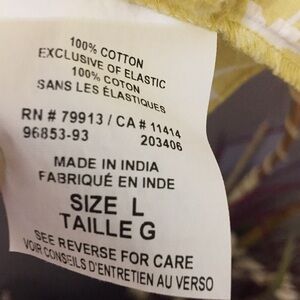 100% COTTON
EXCLUSIVE OF ELASTIC
100% COTON
SANS LES ÉLASTIQUES
RN # 79913 / CA # 11414
96853-93 203406
MADE IN INDIA
FABRIQUÉ EN INDE
SIZE L
TAILLE G
SEE REVERSE FOR CARE
VOIR CONSEILS D'ENTRETIEN AU VERSO